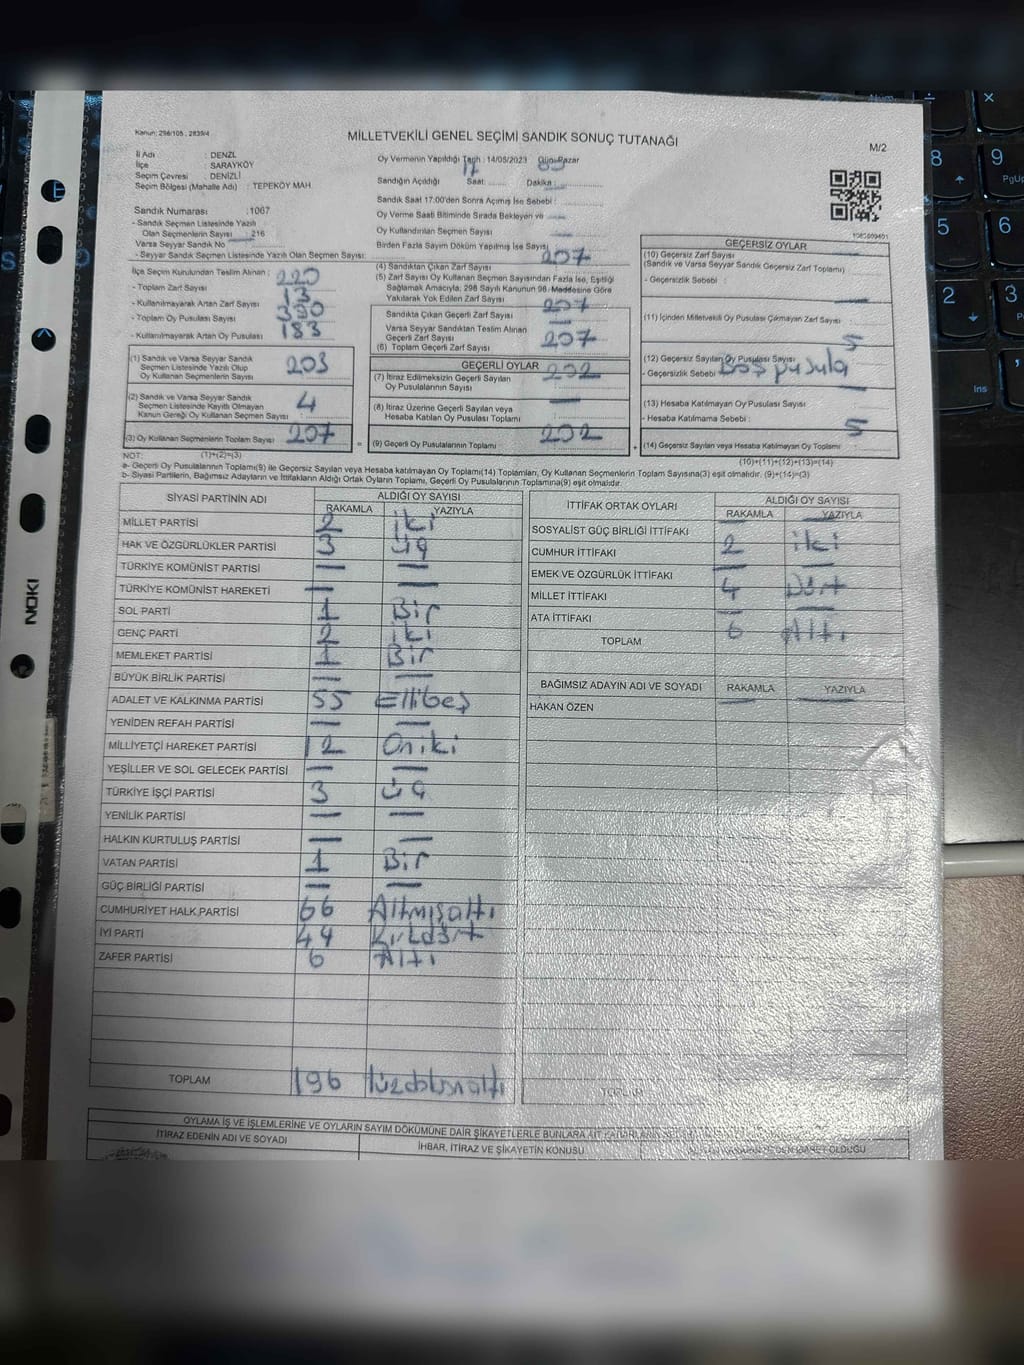 Kanun: 298/105, 2839/4
MİLLETVEKİLİ GENEL SEÇİMİ SANDIK SONUÇ TUTANAĞI
M/2
İl Adı : DENZL
İlçe : SARAYKÖY
Seçim Çevresi : DENİZLİ
Seçim Bölgesi (Mahalle Adı) : TEPEKÖY MAH.
Sandık Numarası : 1067
- Sandık Seçmen Listesinde Yazılı
Olan Seçmenlerin Sayısı : 216
Varsa Seyyar Sandık No
- Seyyar Sandık Seçmen Listesinde Yazılı Olan Seçmen Sayısı:
İlçe Seçim Kurulundan Teslim Alınan :
- Toplam Zarf Sayısı 220
- Kullanılmayarak Artan Zarf Sayısı 13
- Toplam Oy Pusulası Sayısı 390
- Kullanılmayarak Artan Oy Pusulası 183
Oy Vermenin Yapıldığı Tarih : 14/05/2023 Gün: Pazar
Sandığın Açıldığı Saat: 17 Dakika:
Sandık Saat 17:00'den Sonra Açılmış İse Sebebi :
Oy Verme Saati Bitiminde Sırada Bekleyen ve
Oy Kullandırılan Seçmen Sayısı
Birden Fazla Sayım Döküm Yapılmış İse Sayısı
(4) Sandıktan Çıkan Zarf Sayısı 207
(5) Zarf Sayısı Oy Kullanan Seçmen Sayısından Fazla İse, Eşitliği
Sağlamak Amacıyla, 298 Sayılı Kanunun 98. Maddesine Göre
Yakılarak Yok Edilen Zarf Sayısı
Sandıkta Çıkan Geçerli Zarf Sayısı 207
Varsa Seyyar Sandıktan Teslim Alınan
Geçerli Zarf Sayısı
(6) Toplam Geçerli Zarf Sayısı 207
(1) Sandık ve Varsa Seyyar Sandık
Seçmen Listesinde Yazılı Olup
Oy Kullanan Seçmenlerin Sayısı 203
(2) Sandık ve Varsa Seyyar Sandık
Seçmen Listesinde Kayıtlı Olmayan
Kanun Gereği Oy Kullanan Seçmen Sayısı : 4
(3) Oy Kullanan Seçmenlerin Toplam Sayısı 207
=
GEÇERLİ OYLAR
(7) İtiraz Edilmeksizin Geçerli Sayılan
Oy Pusulalarının Sayısı 202
(8) İtiraz Üzerine Geçerli Sayılan veya
Hesaba Katılan Oy Pusulası Toplamı
(9) Geçerli Oy Pusulalarının Toplamı 202
+
GEÇERSİZ OYLAR
(10) Geçersiz Zarf Sayısı
(Sandık ve Varsa Seyyar Sandık Geçersiz Zarf Toplamı)
- Geçersizlik Sebebi :
(11) İçinden Milletvekili Oy Pusulası Çıkmayan Zarf Sayısı :
(12) Geçersiz Sayılan Oy Pusulası Sayısı 5
- Geçersizlik Sebebi Boş pusula
(13) Hesaba Katılmayan Oy Pusulası Sayısı
- Hesaba Katılmama Sebebi :
(14) Geçersiz Sayılan veya Hesaba Katılmayan Oy Toplamı : 5
NOT: (1)+(2)=(3)
(10)+(11)+(12)+(13)=(14)
a- Geçerli Oy Pusulalarının Toplamı(9) ile Geçersiz Sayılan veya Hesaba katılmayan Oy Toplamı(14) Toplamları, Oy Kullanan Seçmenlerin Toplam Sayısına(3) eşit olmalıdır. (9)+(14)=(3)
b- Siyasi Partilerin, Bağımsız Adayların ve İttifakların Aldığı Ortak Oyların Toplamı, Geçerli Oy Pusulalarının Toplamına(9) eşit olmalıdır.
SİYASİ PARTİNİN ADI ALDIĞI OY SAYISI
RAKAMLA YAZIYLA
MİLLET PARTİSİ 2 iki
HAK VE ÖZGÜRLÜKLER PARTİSİ 3 üç
TÜRKİYE KOMÜNİST PARTİSİ — —
TÜRKİYE KOMÜNİST HAREKETİ — —
SOL PARTİ 1 Bir
GENÇ PARTİ 2 iki
MEMLEKET PARTİSİ 1 Bir
BÜYÜK BİRLİK PARTİSİ — —
ADALET VE KALKINMA PARTİSİ 55 Ellibeş
YENİDEN REFAH PARTİSİ — —
MİLLİYETÇİ HAREKET PARTİSİ 12 Oniki
YEŞİLLER VE SOL GELECEK PARTİSİ — —
TÜRKİYE İŞÇİ PARTİSİ 3 üç
YENİLİK PARTİSİ — —
HALKIN KURTULUŞ PARTİSİ — —
VATAN PARTİSİ 1 Bir
GÜÇ BİRLİĞİ PARTİSİ — —
CUMHURİYET HALK PARTİSİ 66 Altmışaltı
İYİ PARTİ 44 Kırkdört
ZAFER PARTİSİ 6 Altı
TOPLAM 196 Yüzdoksanaltı
İTTİFAK ORTAK OYLARI ALDIĞI OY SAYISI
RAKAMLA YAZIYLA
SOSYALİST GÜÇ BİRLİĞİ İTTİFAKI — —
CUMHUR İTTİFAKI 2 iki
EMEK VE ÖZGÜRLÜK İTTİFAKI — —
MİLLET İTTİFAKI 4 Dört
ATA İTTİFAKI — —
TOPLAM 6 Altı
BAĞIMSIZ ADAYIN ADI VE SOYADI RAKAMLA YAZIYLA
HAKAN ÖZEN — —
TOPLAM
OYLAMA İŞ VE İŞLEMLERİNE VE OYLARIN SAYIM DÖKÜMÜNE DAİR ŞİKAYETLERLE BUNLARA AİT
İTİRAZ EDENİN ADI VE SOYADI
İHBAR, İTİRAZ VE ŞİKAYETİN KONUSU
NOKI
8
9
PgUp
5
6
2
3
Ins